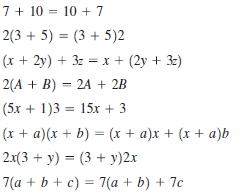 7 + 10 = 10 + 7
2(3 + 5) = (3 + 5)2
(x + 2y) + 3z = x + (2y + 3z)
2(A + B) = 2A + 2B
(5x + 1)3 = 15x + 3
(x + a)(x + b) = (x + a)x + (x + a)b
2x(3 + y) = (3 + y)2x
7(a + b + c) = 7(a + b) + 7c